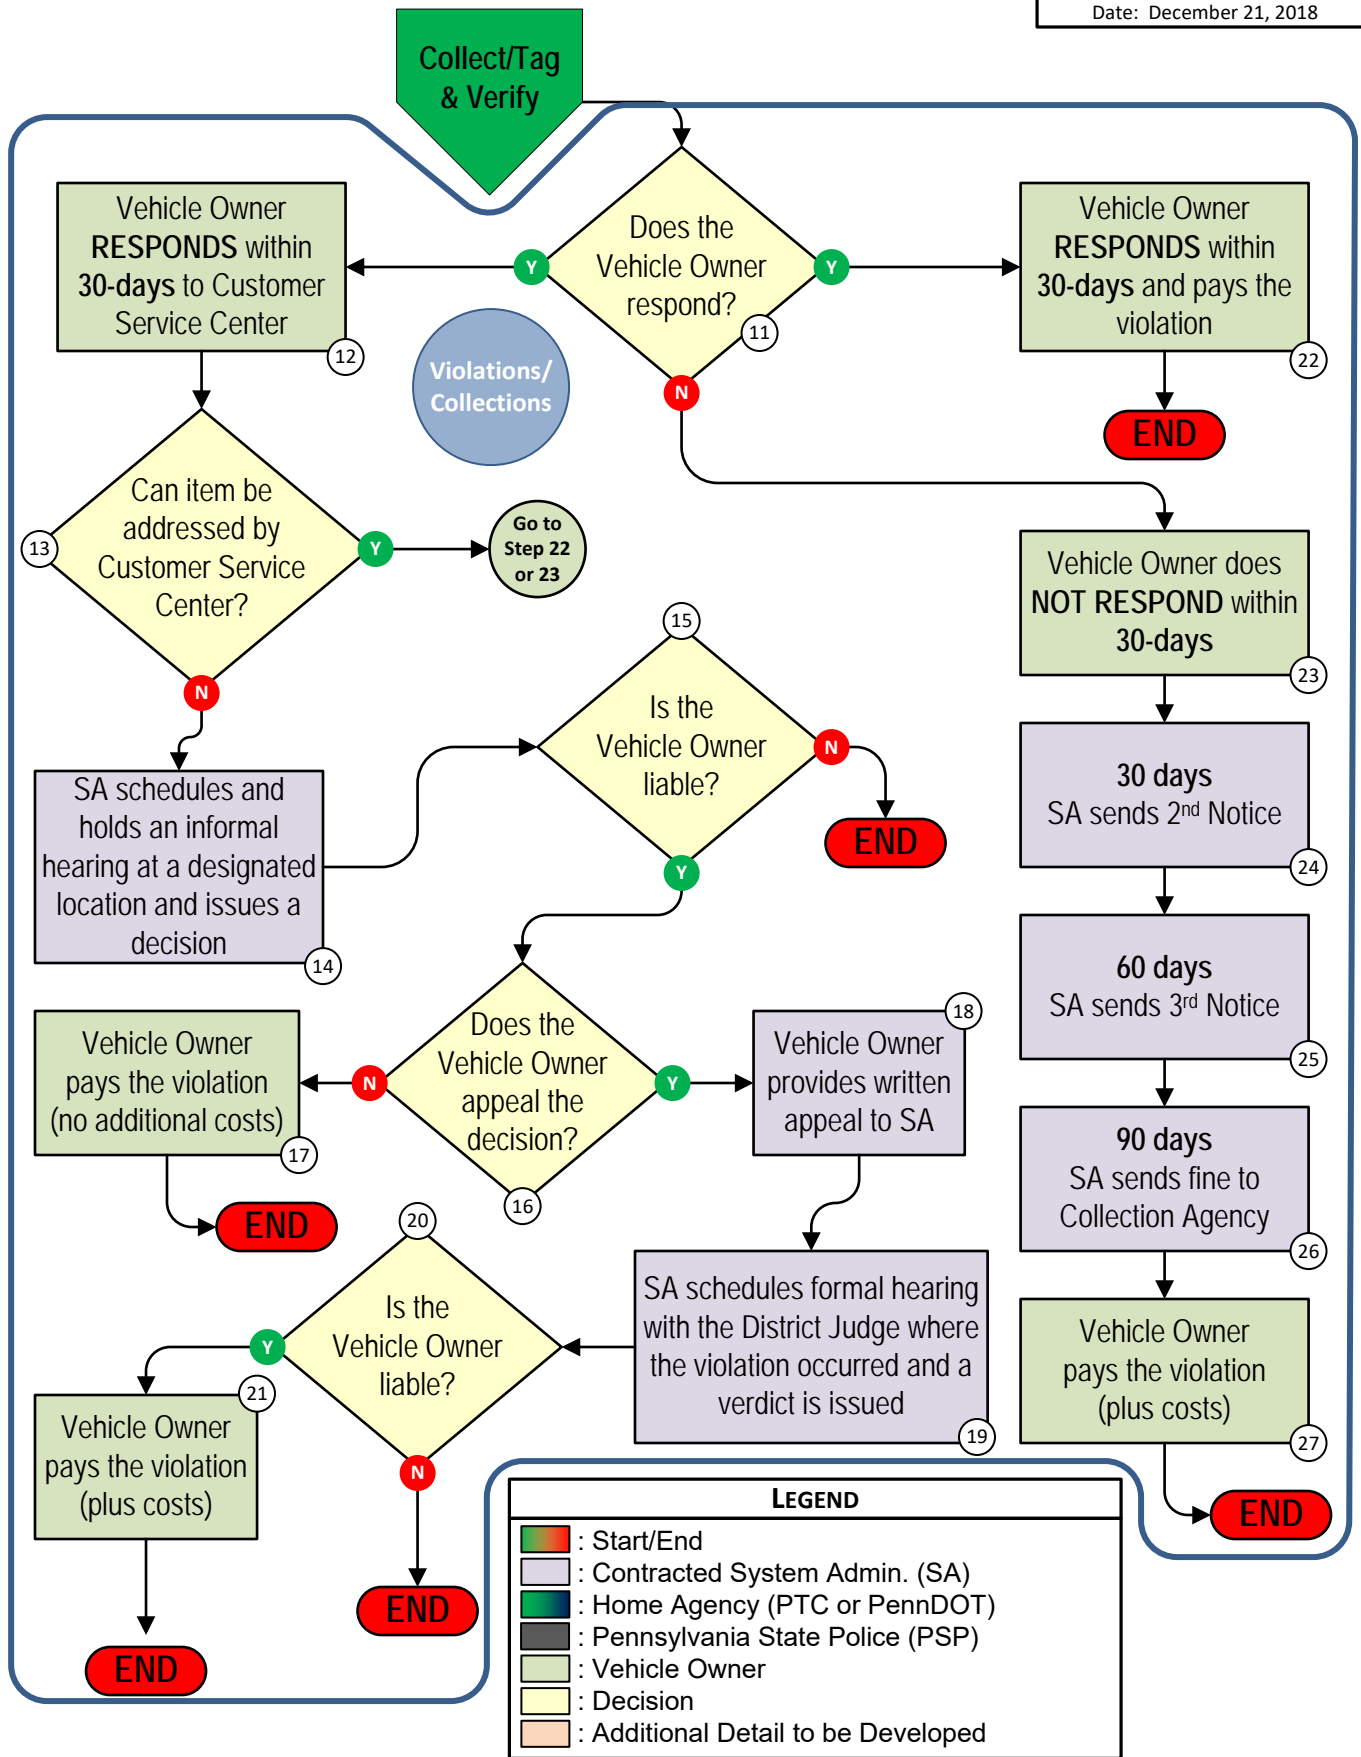 Date: December 21, 2018
Collect/Tag
& Verify
Vehicle Owner
RESPONDS within
30-days to Customer
Service Center
12
Y
Does the
Vehicle Owner
respond?
11
Y
N
Vehicle Owner
RESPONDS within
30-days and pays the
violation
22
END
Violations/
Collections
Can item be
addressed by
Customer Service
Center?
13
Y
N
Go to
Step 22
or 23
Vehicle Owner does
NOT RESPOND within
30-days
23
15
Is the
Vehicle Owner
liable?
N
Y
END
SA schedules and
holds an informal
hearing at a designated
location and issues a
decision
14
30 days
SA sends 2nd Notice
24
60 days
SA sends 3rd Notice
25
Vehicle Owner
pays the violation
(no additional costs)
17
END
N
Does the
Vehicle Owner
appeal the
decision?
16
Y
18
Vehicle Owner
provides written
appeal to SA
90 days
SA sends fine to
Collection Agency
26
20
Is the
Vehicle Owner
liable?
Y
N
SA schedules formal hearing
with the District Judge where
the violation occurred and a
verdict is issued
19
Vehicle Owner
pays the violation
(plus costs)
27
END
21
Vehicle Owner
pays the violation
(plus costs)
END
END
LEGEND
: Start/End
: Contracted System Admin. (SA)
: Home Agency (PTC or PennDOT)
: Pennsylvania State Police (PSP)
: Vehicle Owner
: Decision
: Additional Detail to be Developed